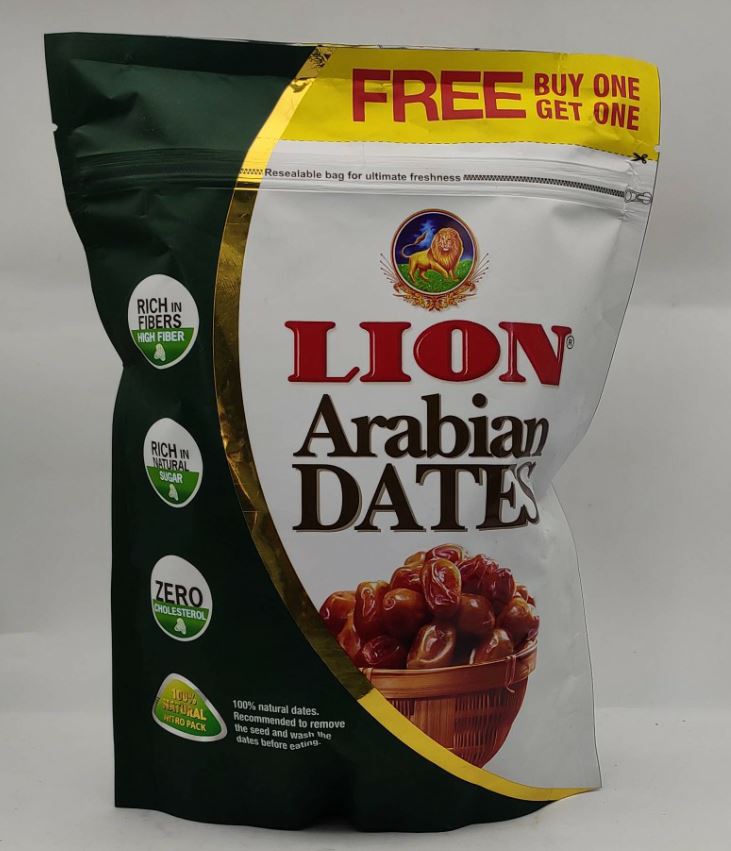 FREE BUY ONE
GET ONE
Resealable bag for ultimate freshness
LION®
Arabian
DATES
RICH IN
FIBERS
HIGH FIBER
RICH IN
NATURAL
SUGAR
ZERO
CHOLESTEROL
100%
NATURAL
NITRO PACK
100% natural dates.
Recommended to remove
the seed and wash the
dates before eating.